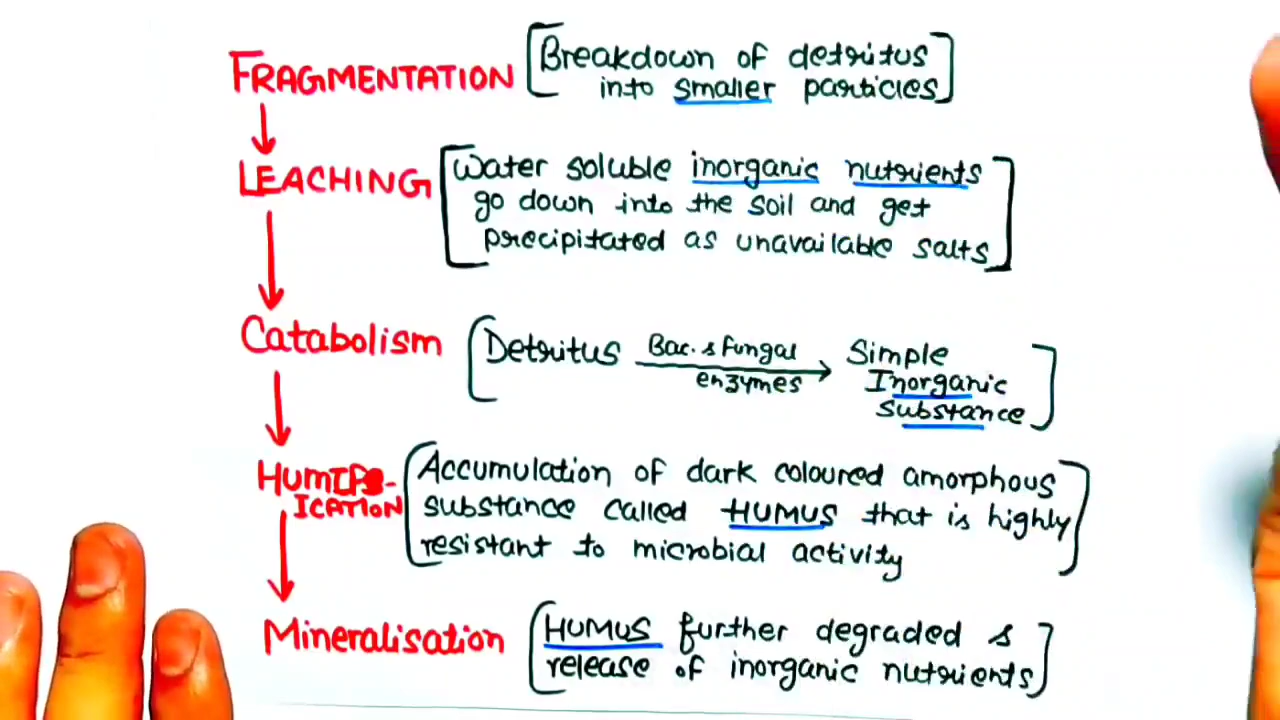 FRAGMENTATION [Breakdown of detritus
into smaller particles]
LEACHING [Water soluble inorganic nutrients
go down into the soil and get
precipitated as unavailable salts]
Catabolism [Detritus Bac. & fungal enzymes → Simple
Inorganic
Substance]
HUMIF-
ICATION [Accumulation of dark coloured amorphous
substance called HUMUS that is highly
resistant to microbial activity]
Mineralisation [HUMUS further degraded &
release of inorganic nutrients]